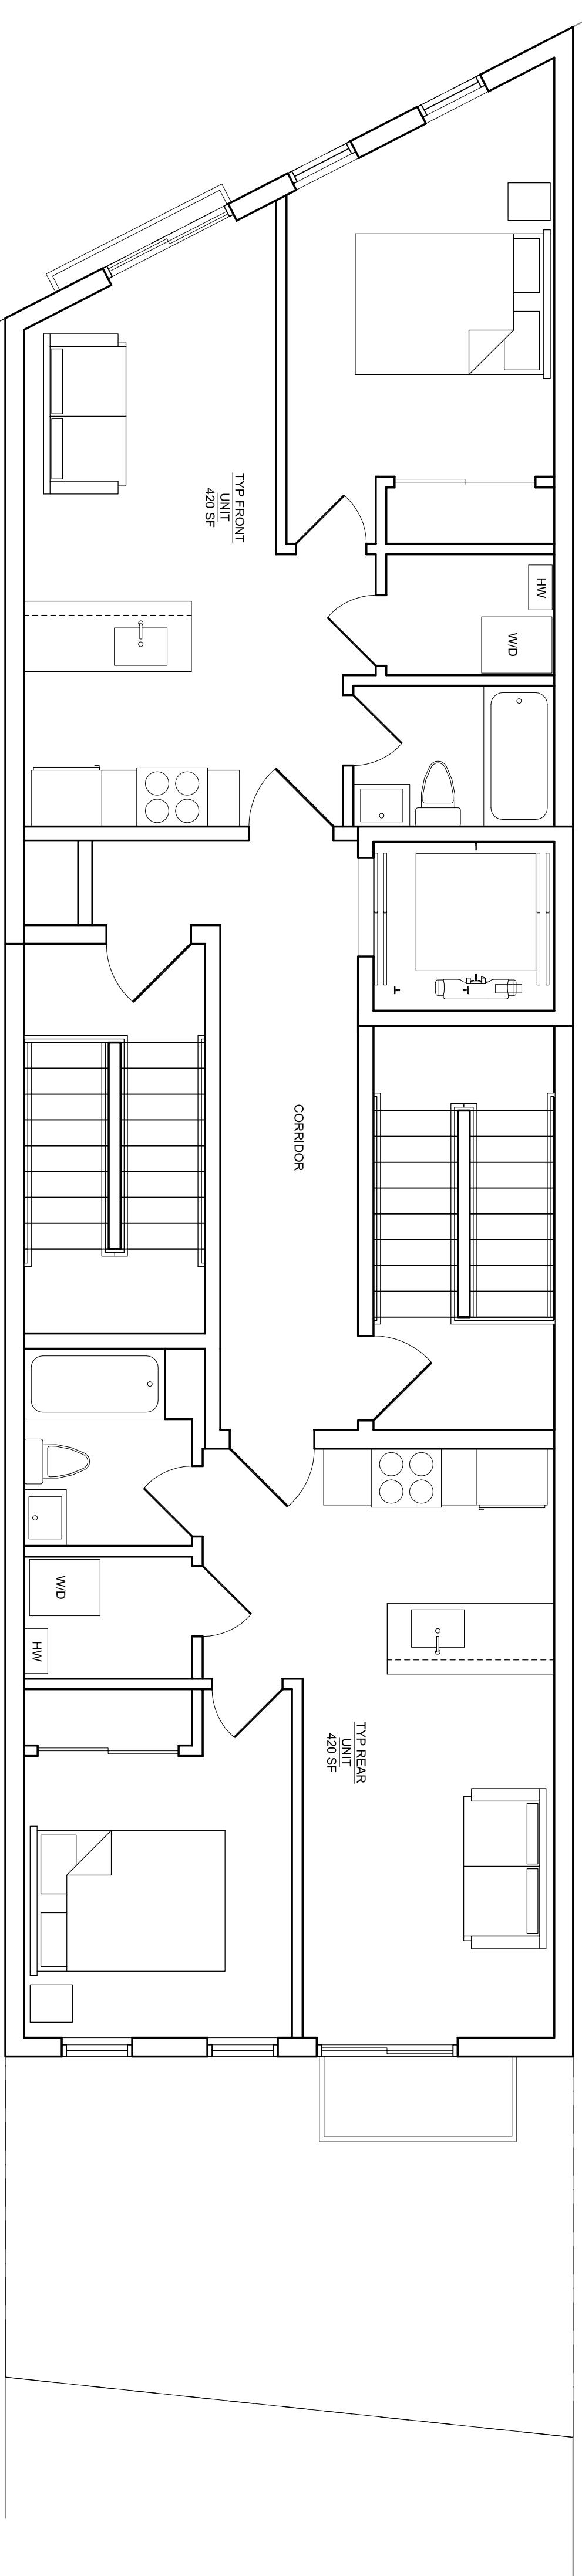 TYP FRONT
UNIT
420 SF
HW
W/D
CORRIDOR
W/D
HW
TYP REAR
UNIT
420 SF